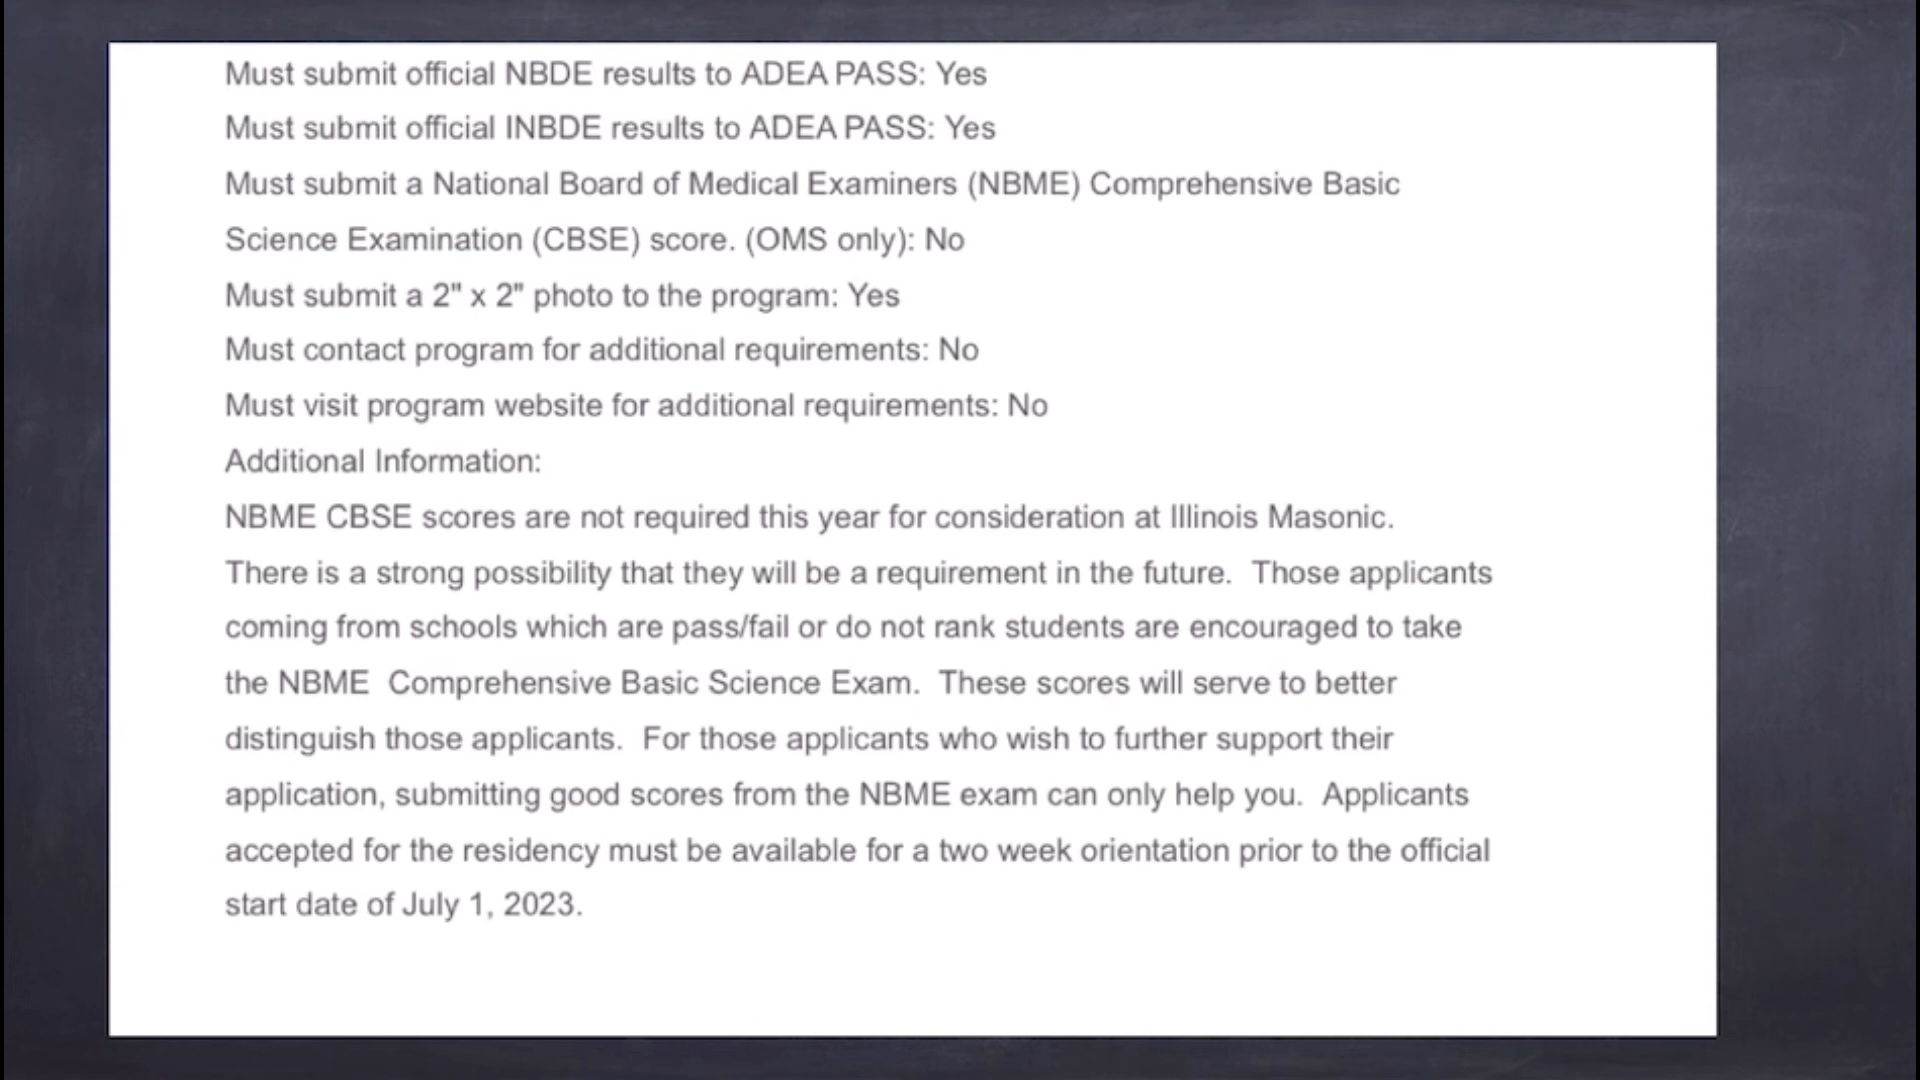 Must submit official NBDE results to ADEA PASS: Yes
Must submit official INBDE results to ADEA PASS: Yes
Must submit a National Board of Medical Examiners (NBME) Comprehensive Basic
Science Examination (CBSE) score. (OMS only): No
Must submit a 2" x 2" photo to the program: Yes
Must contact program for additional requirements: No
Must visit program website for additional requirements: No
Additional Information:
NBME CBSE scores are not required this year for consideration at Illinois Masonic.
There is a strong possibility that they will be a requirement in the future.  Those applicants
coming from schools which are pass/fail or do not rank students are encouraged to take
the NBME  Comprehensive Basic Science Exam.  These scores will serve to better
distinguish those applicants.  For those applicants who wish to further support their
application, submitting good scores from the NBME exam can only help you.  Applicants
accepted for the residency must be available for a two week orientation prior to the official
start date of July 1, 2023.